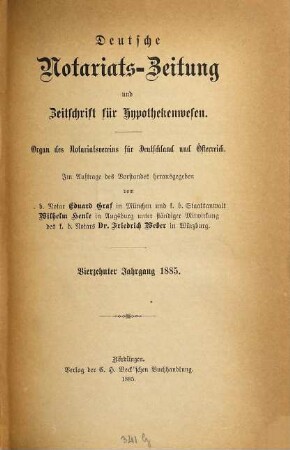 Deutsche
Notariats-Zeitung
und
Zeitschrift für Hypothekenwesen.
Organ des Notariatsvereins für Deutschland und Österreich.
Im Auftrage des Vorstandes herausgegeben
von
k. b. Notar Eduard Graf in München und k. b. Staatsanwalt
Wilhelm Henle in Augsburg unter ständiger Mitwirkung
des k. b. Notars Dr. Friedrich Weber in Würzburg.
Vierzehnter Jahrgang 1885.
Nördlingen.
Verlag der C. H. Beck'schen Buchhandlung.
1885.